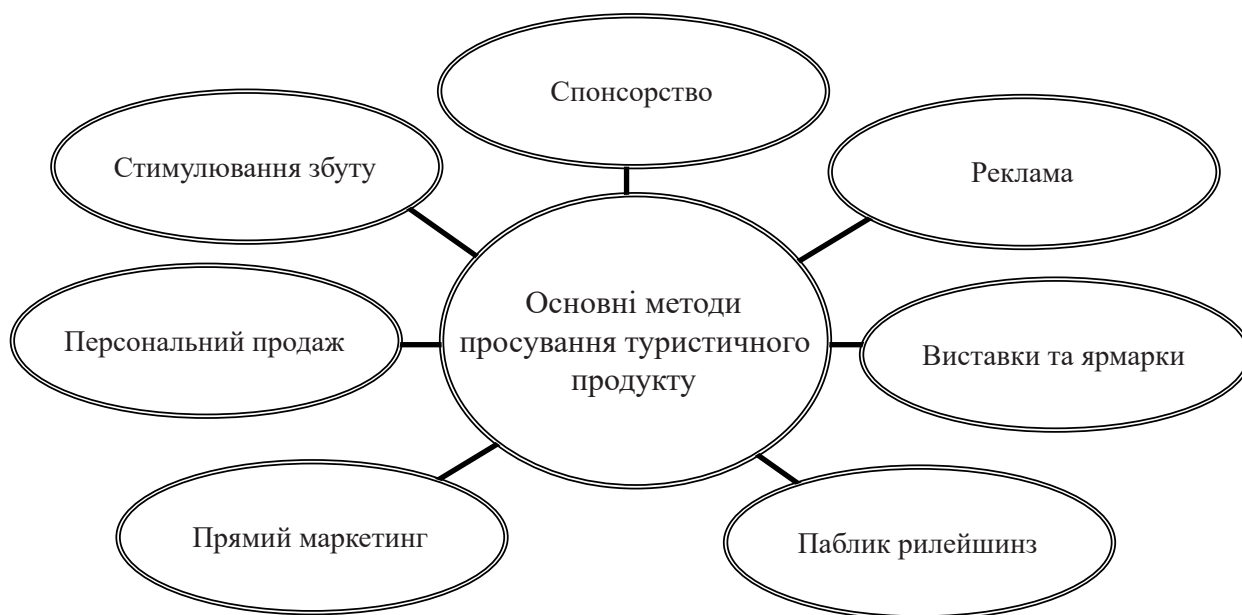 Спонсорство
Стимулювання збуту
Реклама
Основні методи
просування туристичного
продукту
Персональний продаж
Виставки та ярмарки
Прямий маркетинг
Паблик рилейшинз